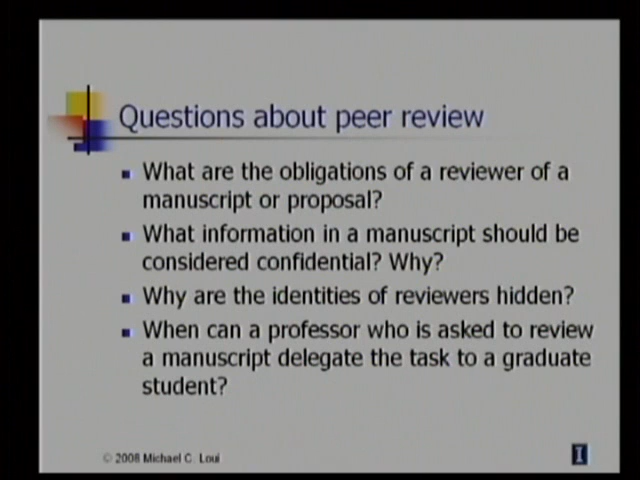 Questions about peer review
What are the obligations of a reviewer of a
manuscript or proposal?
What information in a manuscript should be
considered confidential? Why?
Why are the identities of reviewers hidden?
When can a professor who is asked to review
a manuscript delegate the task to a graduate
student?
© 2008 Michael C. Loui
I